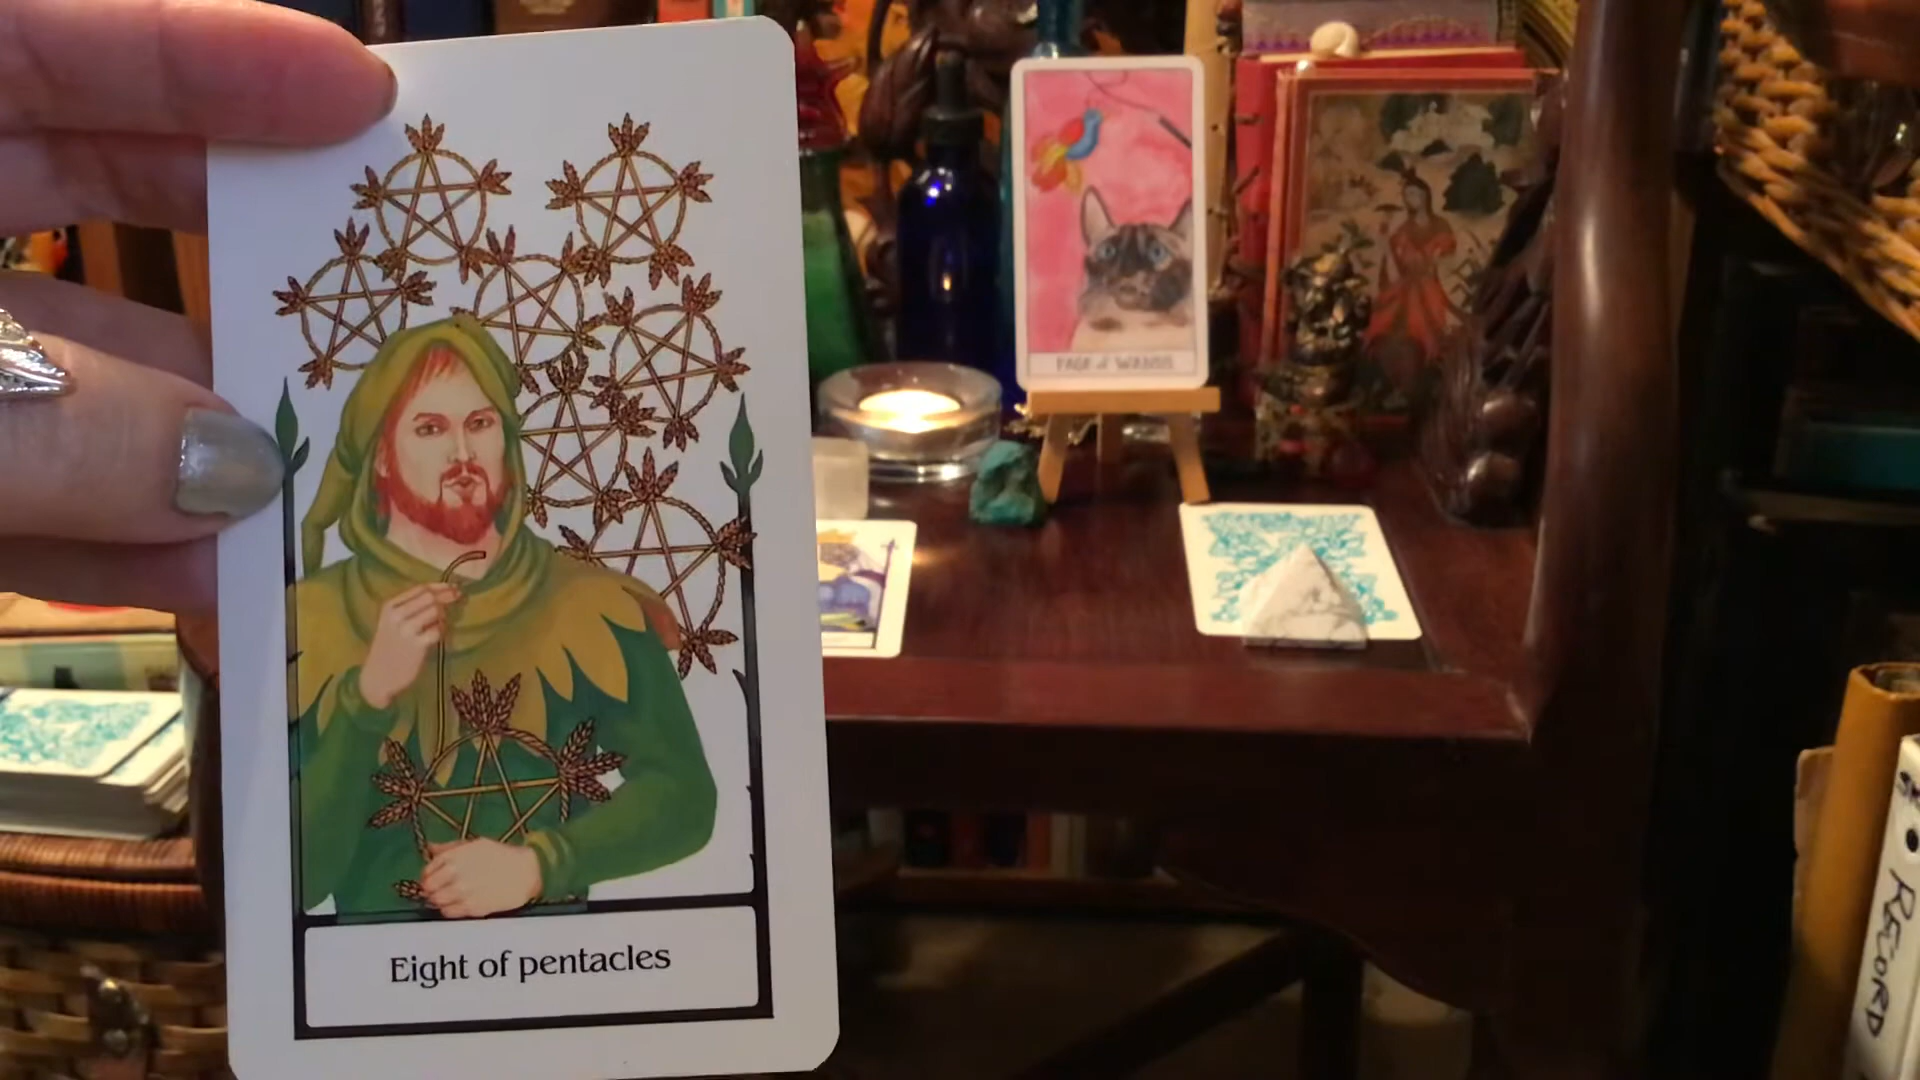 Eight of pentacles
PAGE of WANDS
RECORD